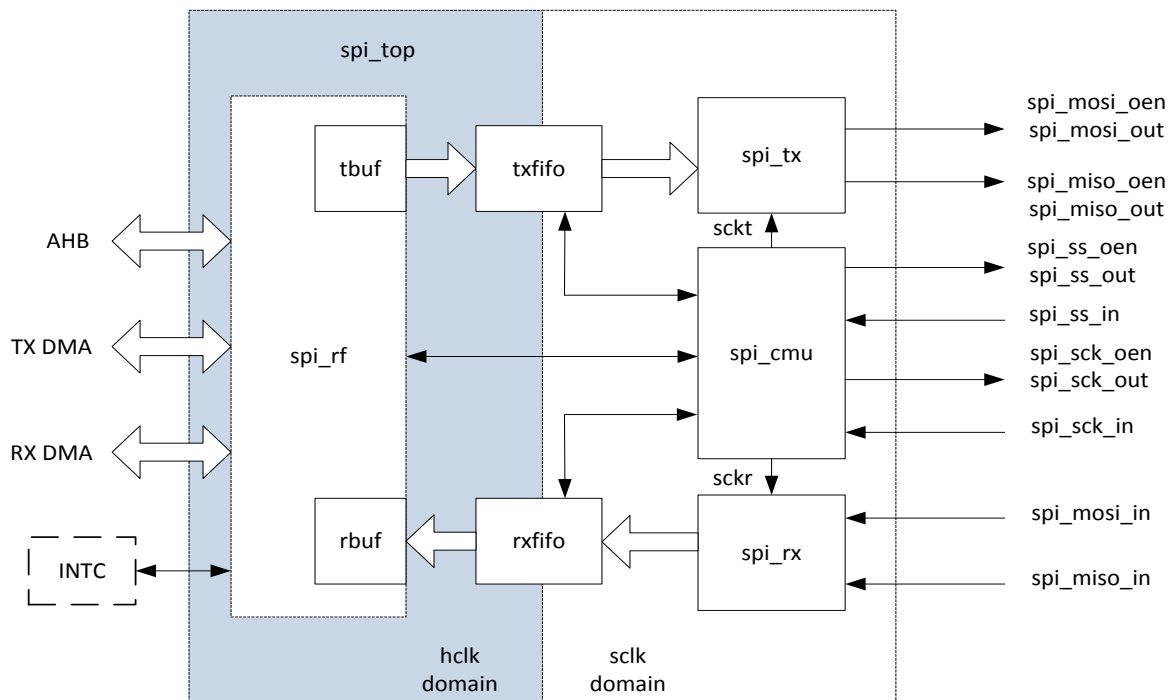 spi_top
spi_mosi_oen
spi_mosi_out
tbuf
txfifo
spi_tx
spi_miso_oen
spi_miso_out
sckt
AHB
spi_ss_oen
spi_ss_out
spi_ss_in
TX DMA
spi_rf
spi_cmu
spi_sck_oen
spi_sck_out
RX DMA
spi_sck_in
sckr
spi_mosi_in
rbuf
rxfifo
spi_rx
INTC
spi_miso_in
hclk
domain
sclk
domain